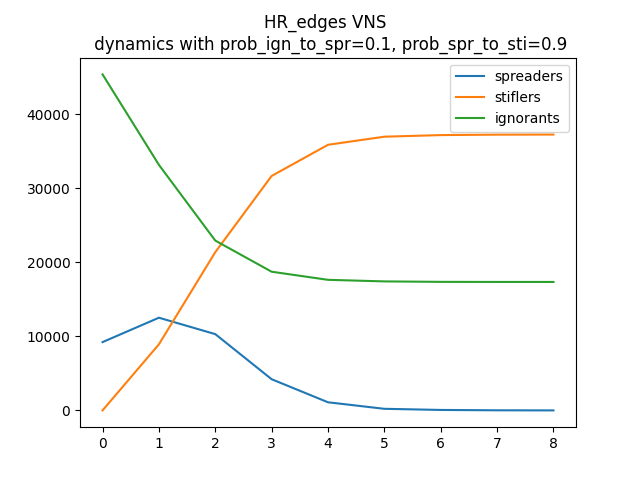 HR_edges VNS
dynamics with prob_ign_to_spr=0.1, prob_spr_to_sti=0.9
spreaders
stiflers
ignorants
40000
30000
20000
10000
0
0 1 2 3 4 5 6 7 8